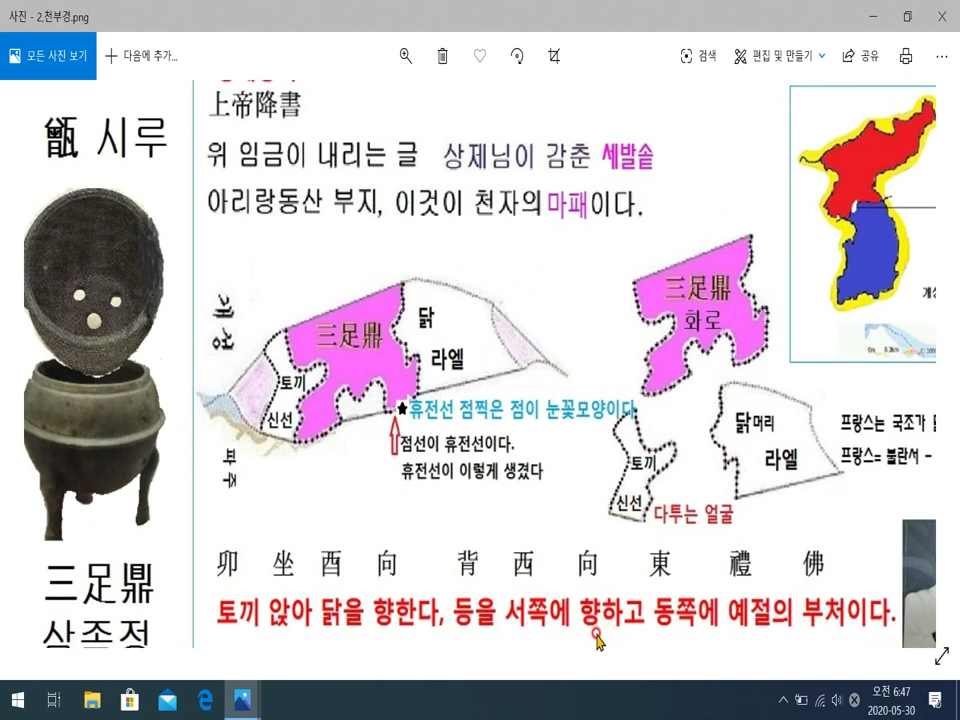 사진 - 2.천부경.png
모든 사진 보기
다음에 추가...
검색
편집 및 만들기
공유
甑 시루
三足鼎
삼족정
上帝降書
위 임금이 내리는 글 상제님이 감춘 세발솥
아리랑동산 부지, 이것이 천자의 마패이다.
개성
파주
三足鼎
닭
라엘
토끼
신선
★휴전선 점찍은 점이 눈꽃모양이다
점선이 휴전선이다.
휴전선이 이렇게 생겼다
三足鼎
화로
닭머리
라엘
토끼
신선
다투는 얼굴
프랑스는 국조가
프랑스= 불란서 -
卯 坐 酉 向 背 西 向 東 禮 佛
토끼 앉아 닭을 향한다, 등을 서쪽에 향하고 동쪽에 예절의 부처이다.
오전 6:47
2020-05-30